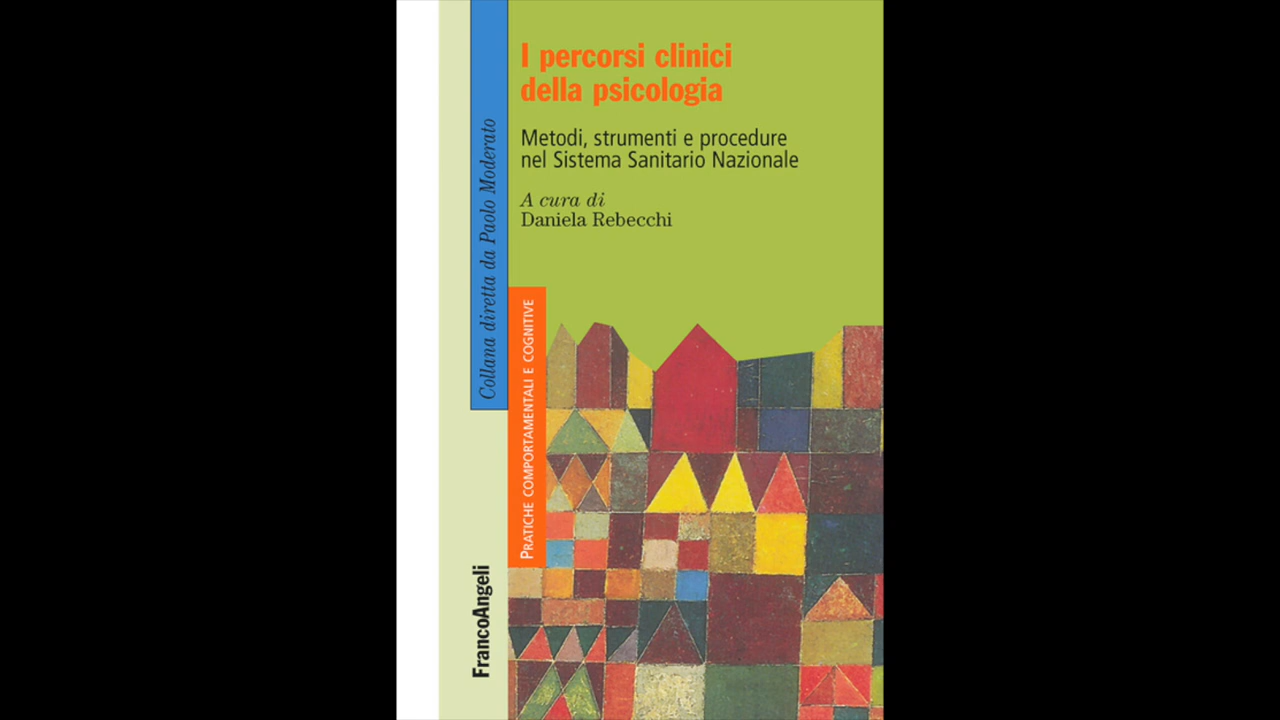 I percorsi clinici
della psicologia
Metodi, strumenti e procedure
nel Sistema Sanitario Nazionale
A cura di
Daniela Rebecchi
Collana diretta da Paolo Moderato
PRATICHE COMPORTAMENTALI E COGNITIVE
FrancoAngeli